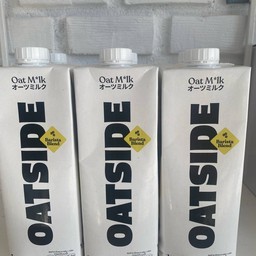 Oat M*lk
オーツミルク
OATSIDE
Barista
Blend
Oat M*lk
オーツミルク
OATSIDE
Barista
Blend
Oat M*lk
オーツミルク
OATSIDE
Barista
Blend